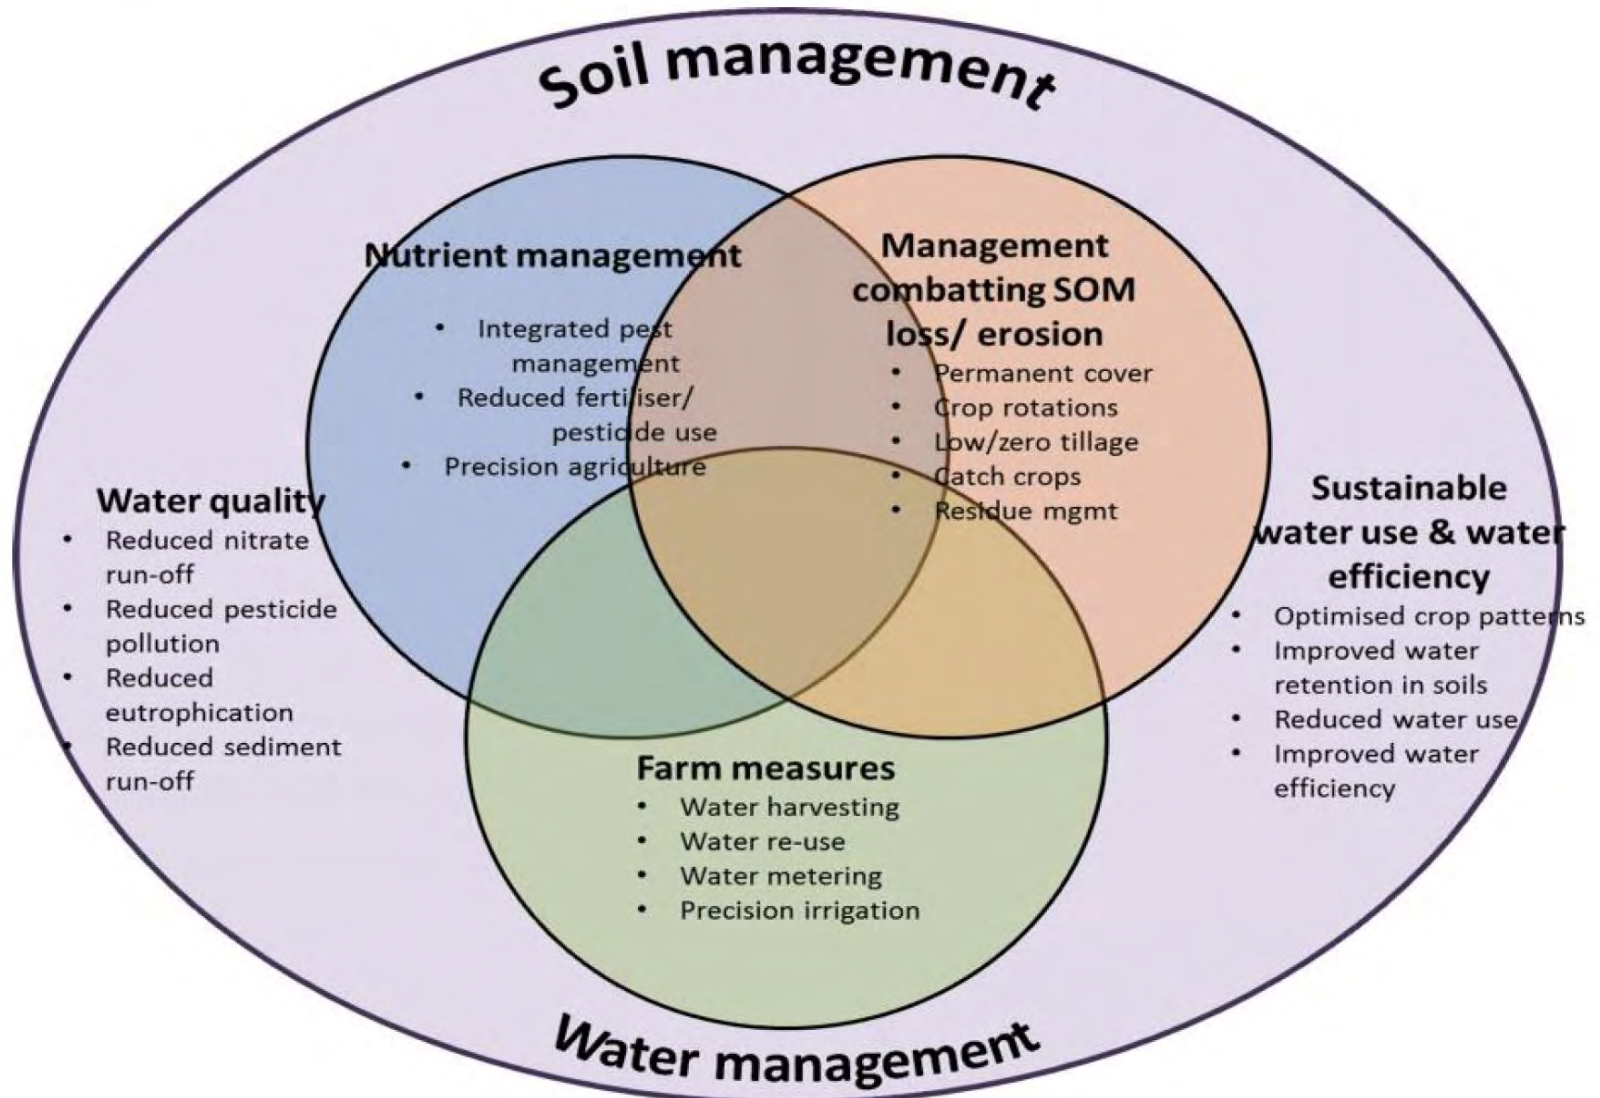 Soil management
Nutrient management
• Integrated pest
management
• Reduced fertiliser/
pesticide use
• Precision agriculture
Management
combatting SOM
loss/ erosion
• Permanent cover
• Crop rotations
• Low/zero tillage
• Catch crops
• Residue mgmt
Water quality
• Reduced nitrate
run-off
• Reduced pesticide
pollution
• Reduced
eutrophication
• Reduced sediment
run-off
Sustainable
water use & water
efficiency
• Optimised crop patterns
• Improved water
retention in soils
• Reduced water use
• Improved water
efficiency
Farm measures
• Water harvesting
• Water re-use
• Water metering
• Precision irrigation
Water management